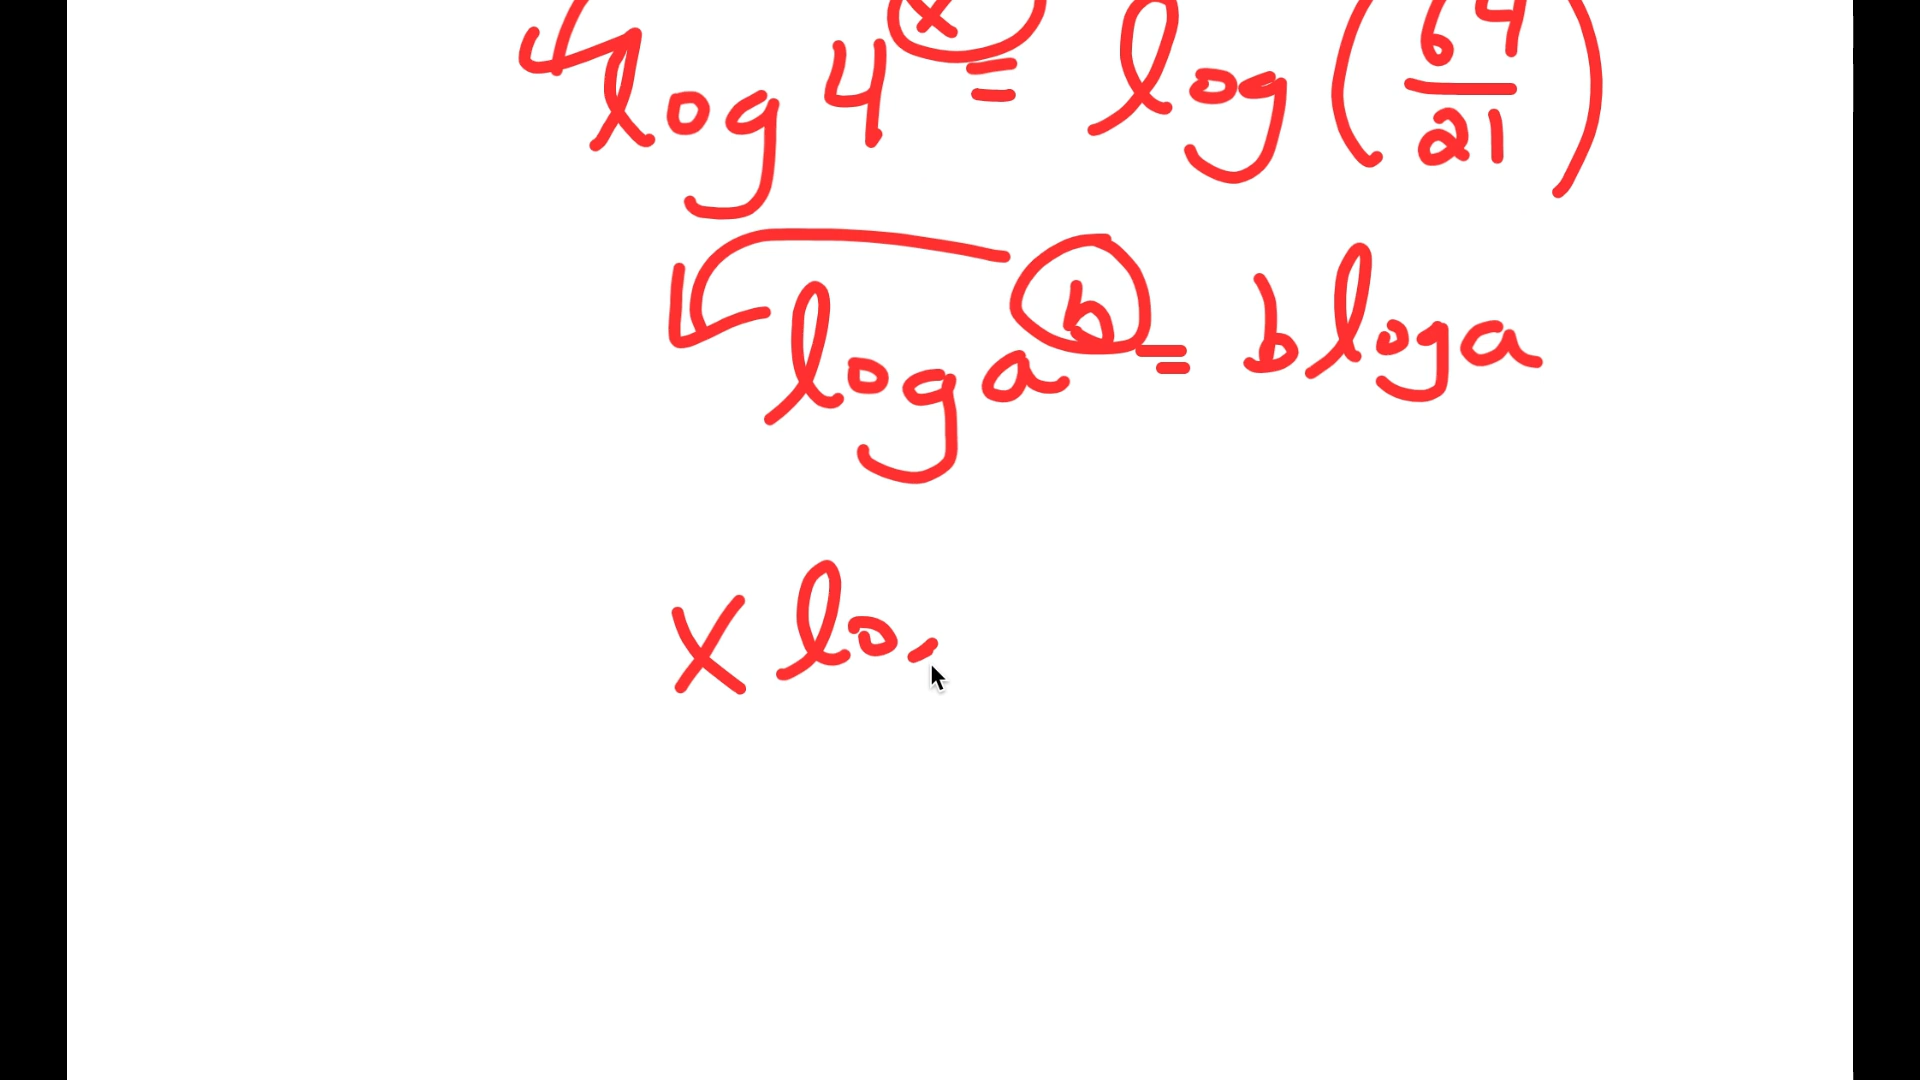 log 4^x = log (64/21)
log a^b = b log a
x lo